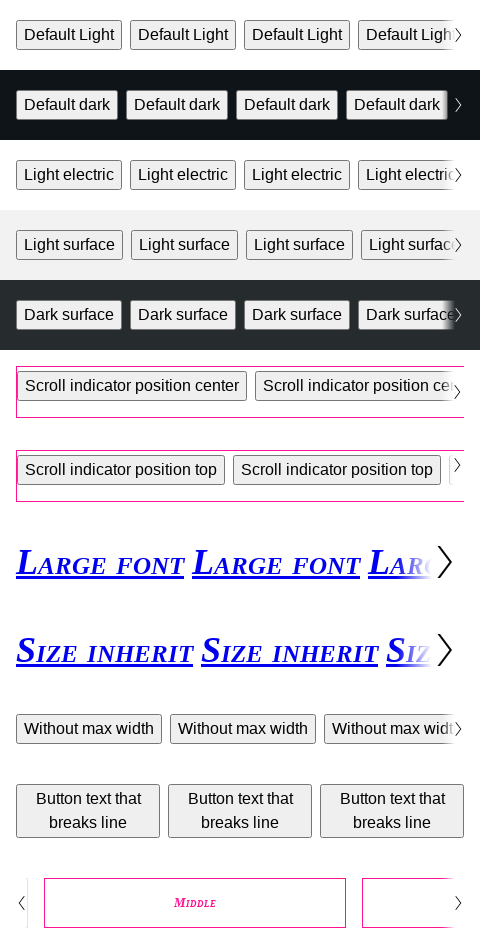 Default Light Default Light Default Light Default Light
Default dark Default dark Default dark Default dark
Light electric Light electric Light electric Light electric
Light surface Light surface Light surface Light surface
Dark surface Dark surface Dark surface Dark surface
Scroll indicator position center Scroll indicator position cen
Scroll indicator position top Scroll indicator position top
Large font Large font Larg
Size inherit Size inherit Siz
Without max width Without max width Without max widt
Button text that Button text that Button text that
breaks line breaks line breaks line
Middle